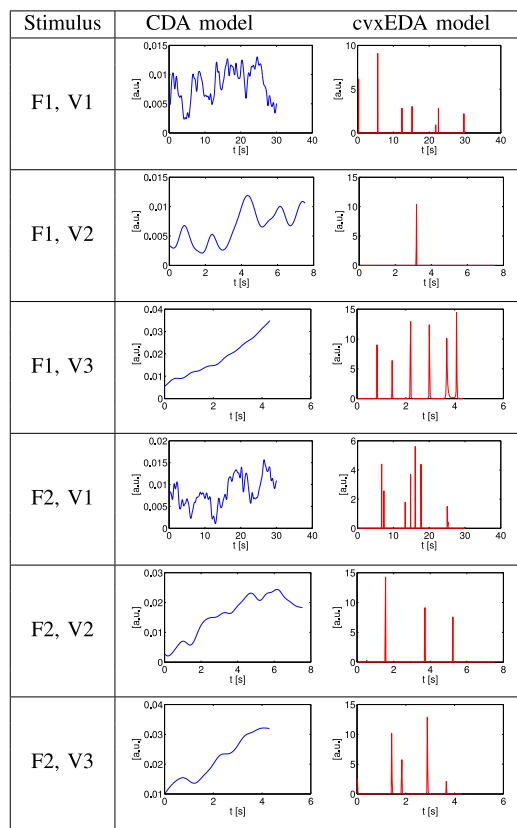 Stimulus CDA model cvxEDA model
F1, V1
[a.u.]
0.015
0.01
0.005
0
0 10 20 30 40
t [s]
[a.u.]
10
5
0
0 10 20 30 40
t [s]
F1, V2
[a.u.]
0.015
0.01
0.005
0
0 2 4 6 8
t [s]
[a.u.]
15
10
5
0
0 2 4 6 8
t [s]
F1, V3
[a.u.]
0.04
0.03
0.02
0.01
0
0 2 4 6
t [s]
[a.u.]
15
10
5
0
0 2 4 6
t [s]
F2, V1
[a.u.]
0.02
0.015
0.01
0.005
0
0 10 20 30 40
t [s]
[a.u.]
6
4
2
0
0 10 20 30 40
t [s]
F2, V2
[a.u.]
0.03
0.02
0.01
0
0 2 4 6 8
t [s]
[a.u.]
15
10
5
0
0 2 4 6 8
t [s]
F2, V3
[a.u.]
0.04
0.03
0.02
0.01
0 2 4 6
t [s]
[a.u.]
15
10
5
0
0 2 4 6
t [s]